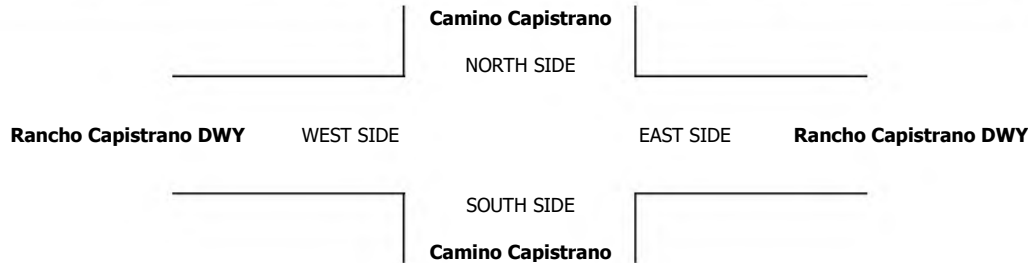 Camino Capistrano
NORTH SIDE
Rancho Capistrano DWY WEST SIDE EAST SIDE Rancho Capistrano DWY
SOUTH SIDE
Camino Capistrano